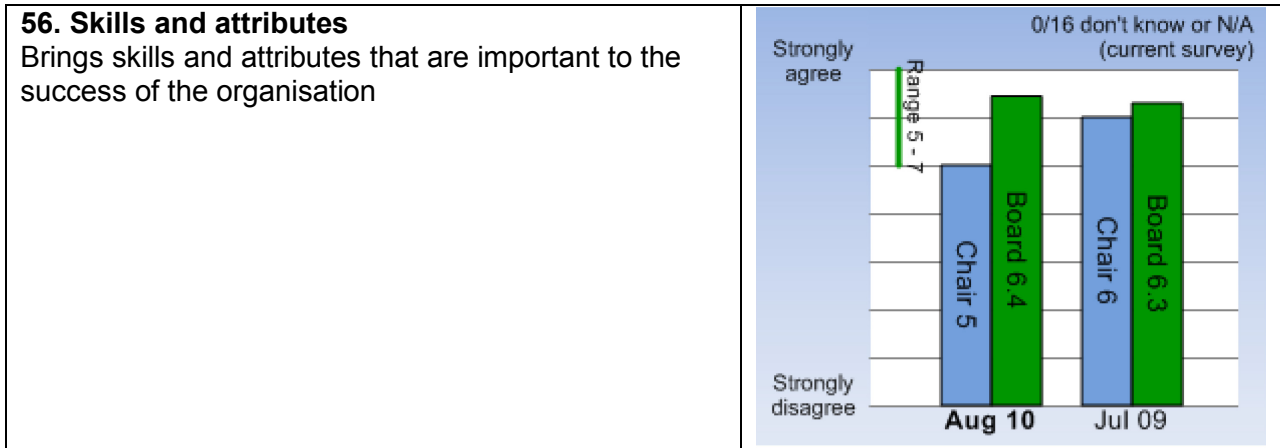 56. Skills and attributes
Brings skills and attributes that are important to the
success of the organisation
0/16 don't know or N/A
(current survey)
Strongly
agree
Range 5 - 7
Chair 5
Board 6.4
Chair 6
Board 6.3
Strongly
disagree
Aug 10
Jul 09